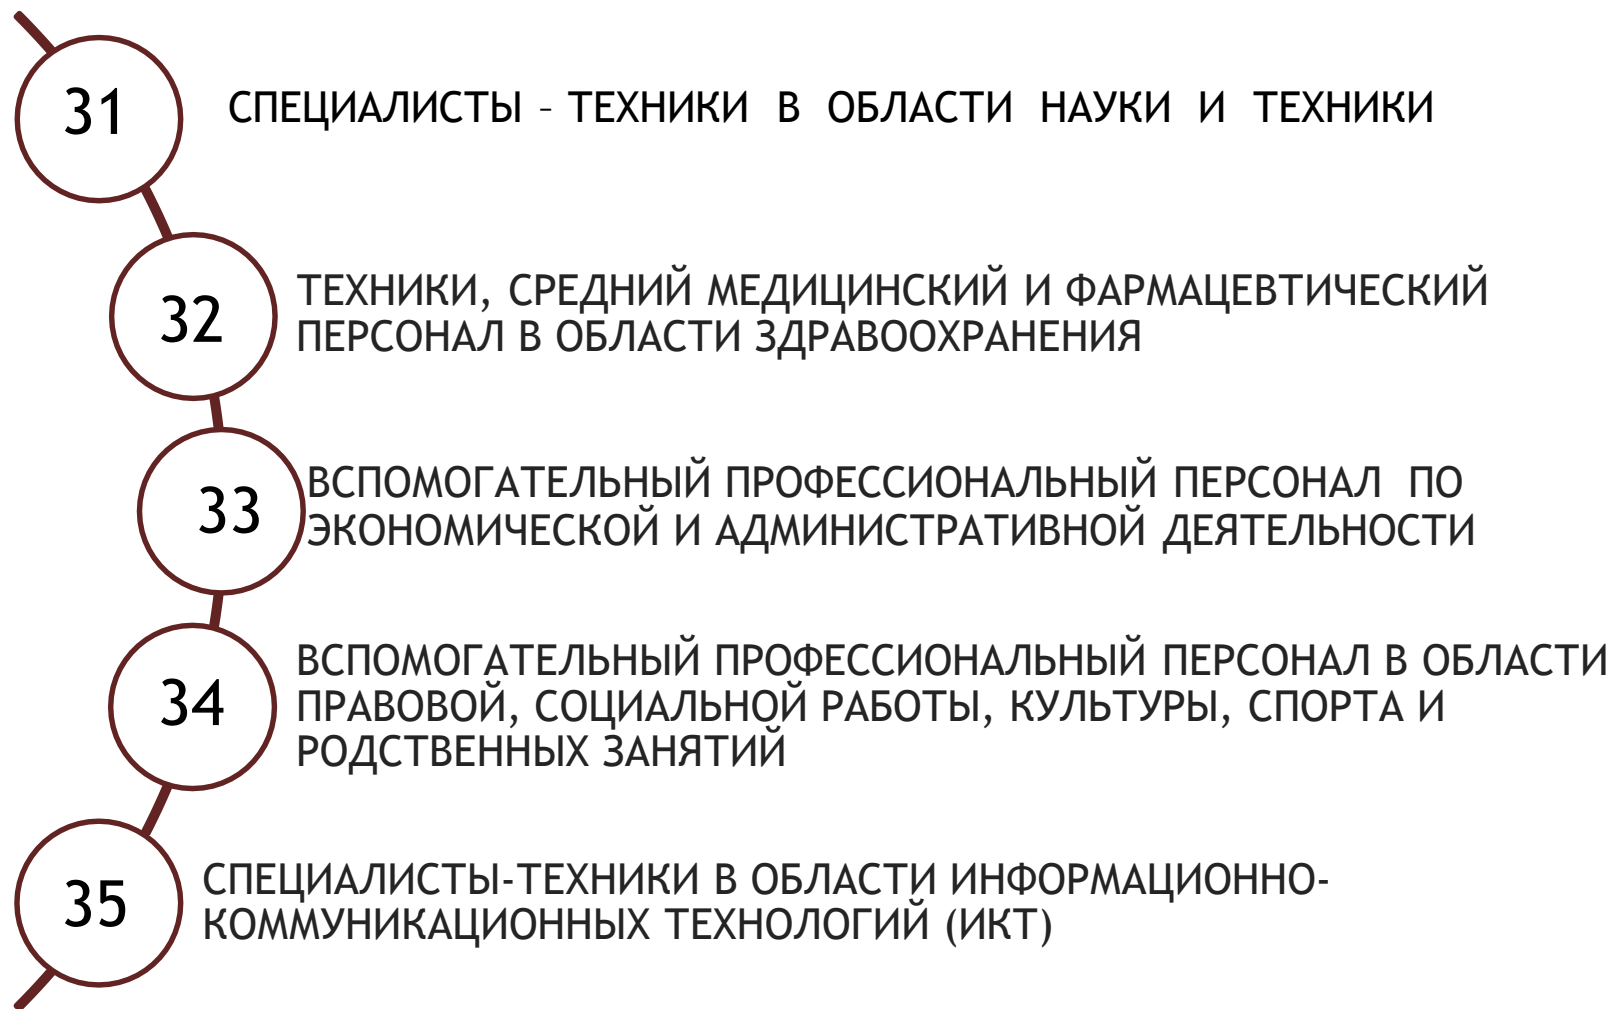 31
СПЕЦИАЛИСТЫ – ТЕХНИКИ В ОБЛАСТИ НАУКИ И ТЕХНИКИ
32
ТЕХНИКИ, СРЕДНИЙ МЕДИЦИНСКИЙ И ФАРМАЦЕВТИЧЕСКИЙ
ПЕРСОНАЛ В ОБЛАСТИ ЗДРАВООХРАНЕНИЯ
33
ВСПОМОГАТЕЛЬНЫЙ ПРОФЕССИОНАЛЬНЫЙ ПЕРСОНАЛ ПО
ЭКОНОМИЧЕСКОЙ И АДМИНИСТРАТИВНОЙ ДЕЯТЕЛЬНОСТИ
34
ВСПОМОГАТЕЛЬНЫЙ ПРОФЕССИОНАЛЬНЫЙ ПЕРСОНАЛ В ОБЛАСТИ
ПРАВОВОЙ, СОЦИАЛЬНОЙ РАБОТЫ, КУЛЬТУРЫ, СПОРТА И
РОДСТВЕННЫХ ЗАНЯТИЙ
35
СПЕЦИАЛИСТЫ-ТЕХНИКИ В ОБЛАСТИ ИНФОРМАЦИОННО-
КОММУНИКАЦИОННЫХ ТЕХНОЛОГИЙ (ИКТ)